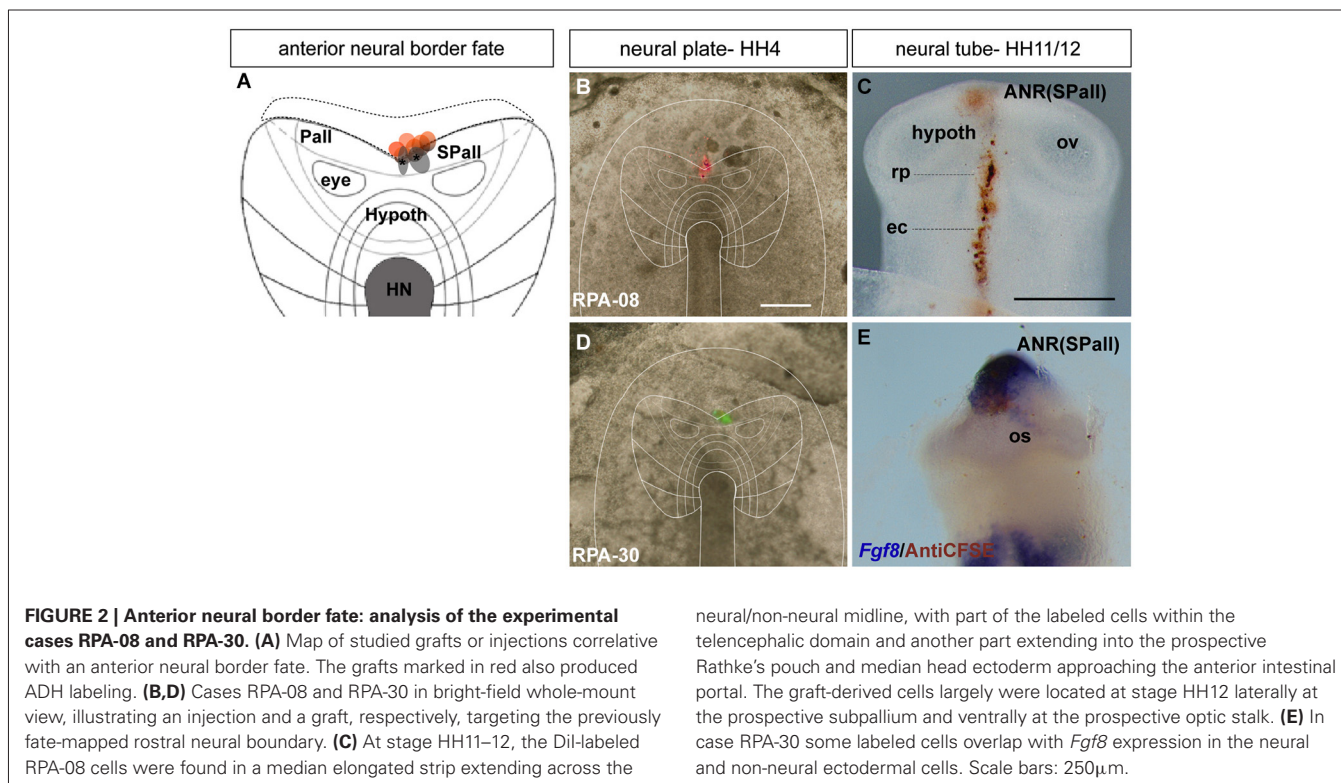 anterior neural border fate
neural plate- HH4
neural tube- HH11/12
A
Pall
SPall
eye
Hypoth
HN
*
*
B
RPA-08
C
ANR(SPall)
hypoth
ov
rp
ec
D
RPA-30
E
ANR(SPall)
os
Fgf8/AntiCFSE
FIGURE 2 | Anterior neural border fate: analysis of the experimental
cases RPA-08 and RPA-30. (A) Map of studied grafts or injections correlative
with an anterior neural border fate. The grafts marked in red also produced
ADH labeling. (B,D) Cases RPA-08 and RPA-30 in bright-field whole-mount
view, illustrating an injection and a graft, respectively, targeting the previously
fate-mapped rostral neural boundary. (C) At stage HH11–12, the DiI-labeled
RPA-08 cells were found in a median elongated strip extending across the
neural/non-neural midline, with part of the labeled cells within the
telencephalic domain and another part extending into the prospective
Rathke's pouch and median head ectoderm approaching the anterior intestinal
portal. The graft-derived cells largely were located at stage HH12 laterally at
the prospective subpallium and ventrally at the prospective optic stalk. (E) In
case RPA-30 some labeled cells overlap with Fgf8 expression in the neural
and non-neural ectodermal cells. Scale bars: 250μm.